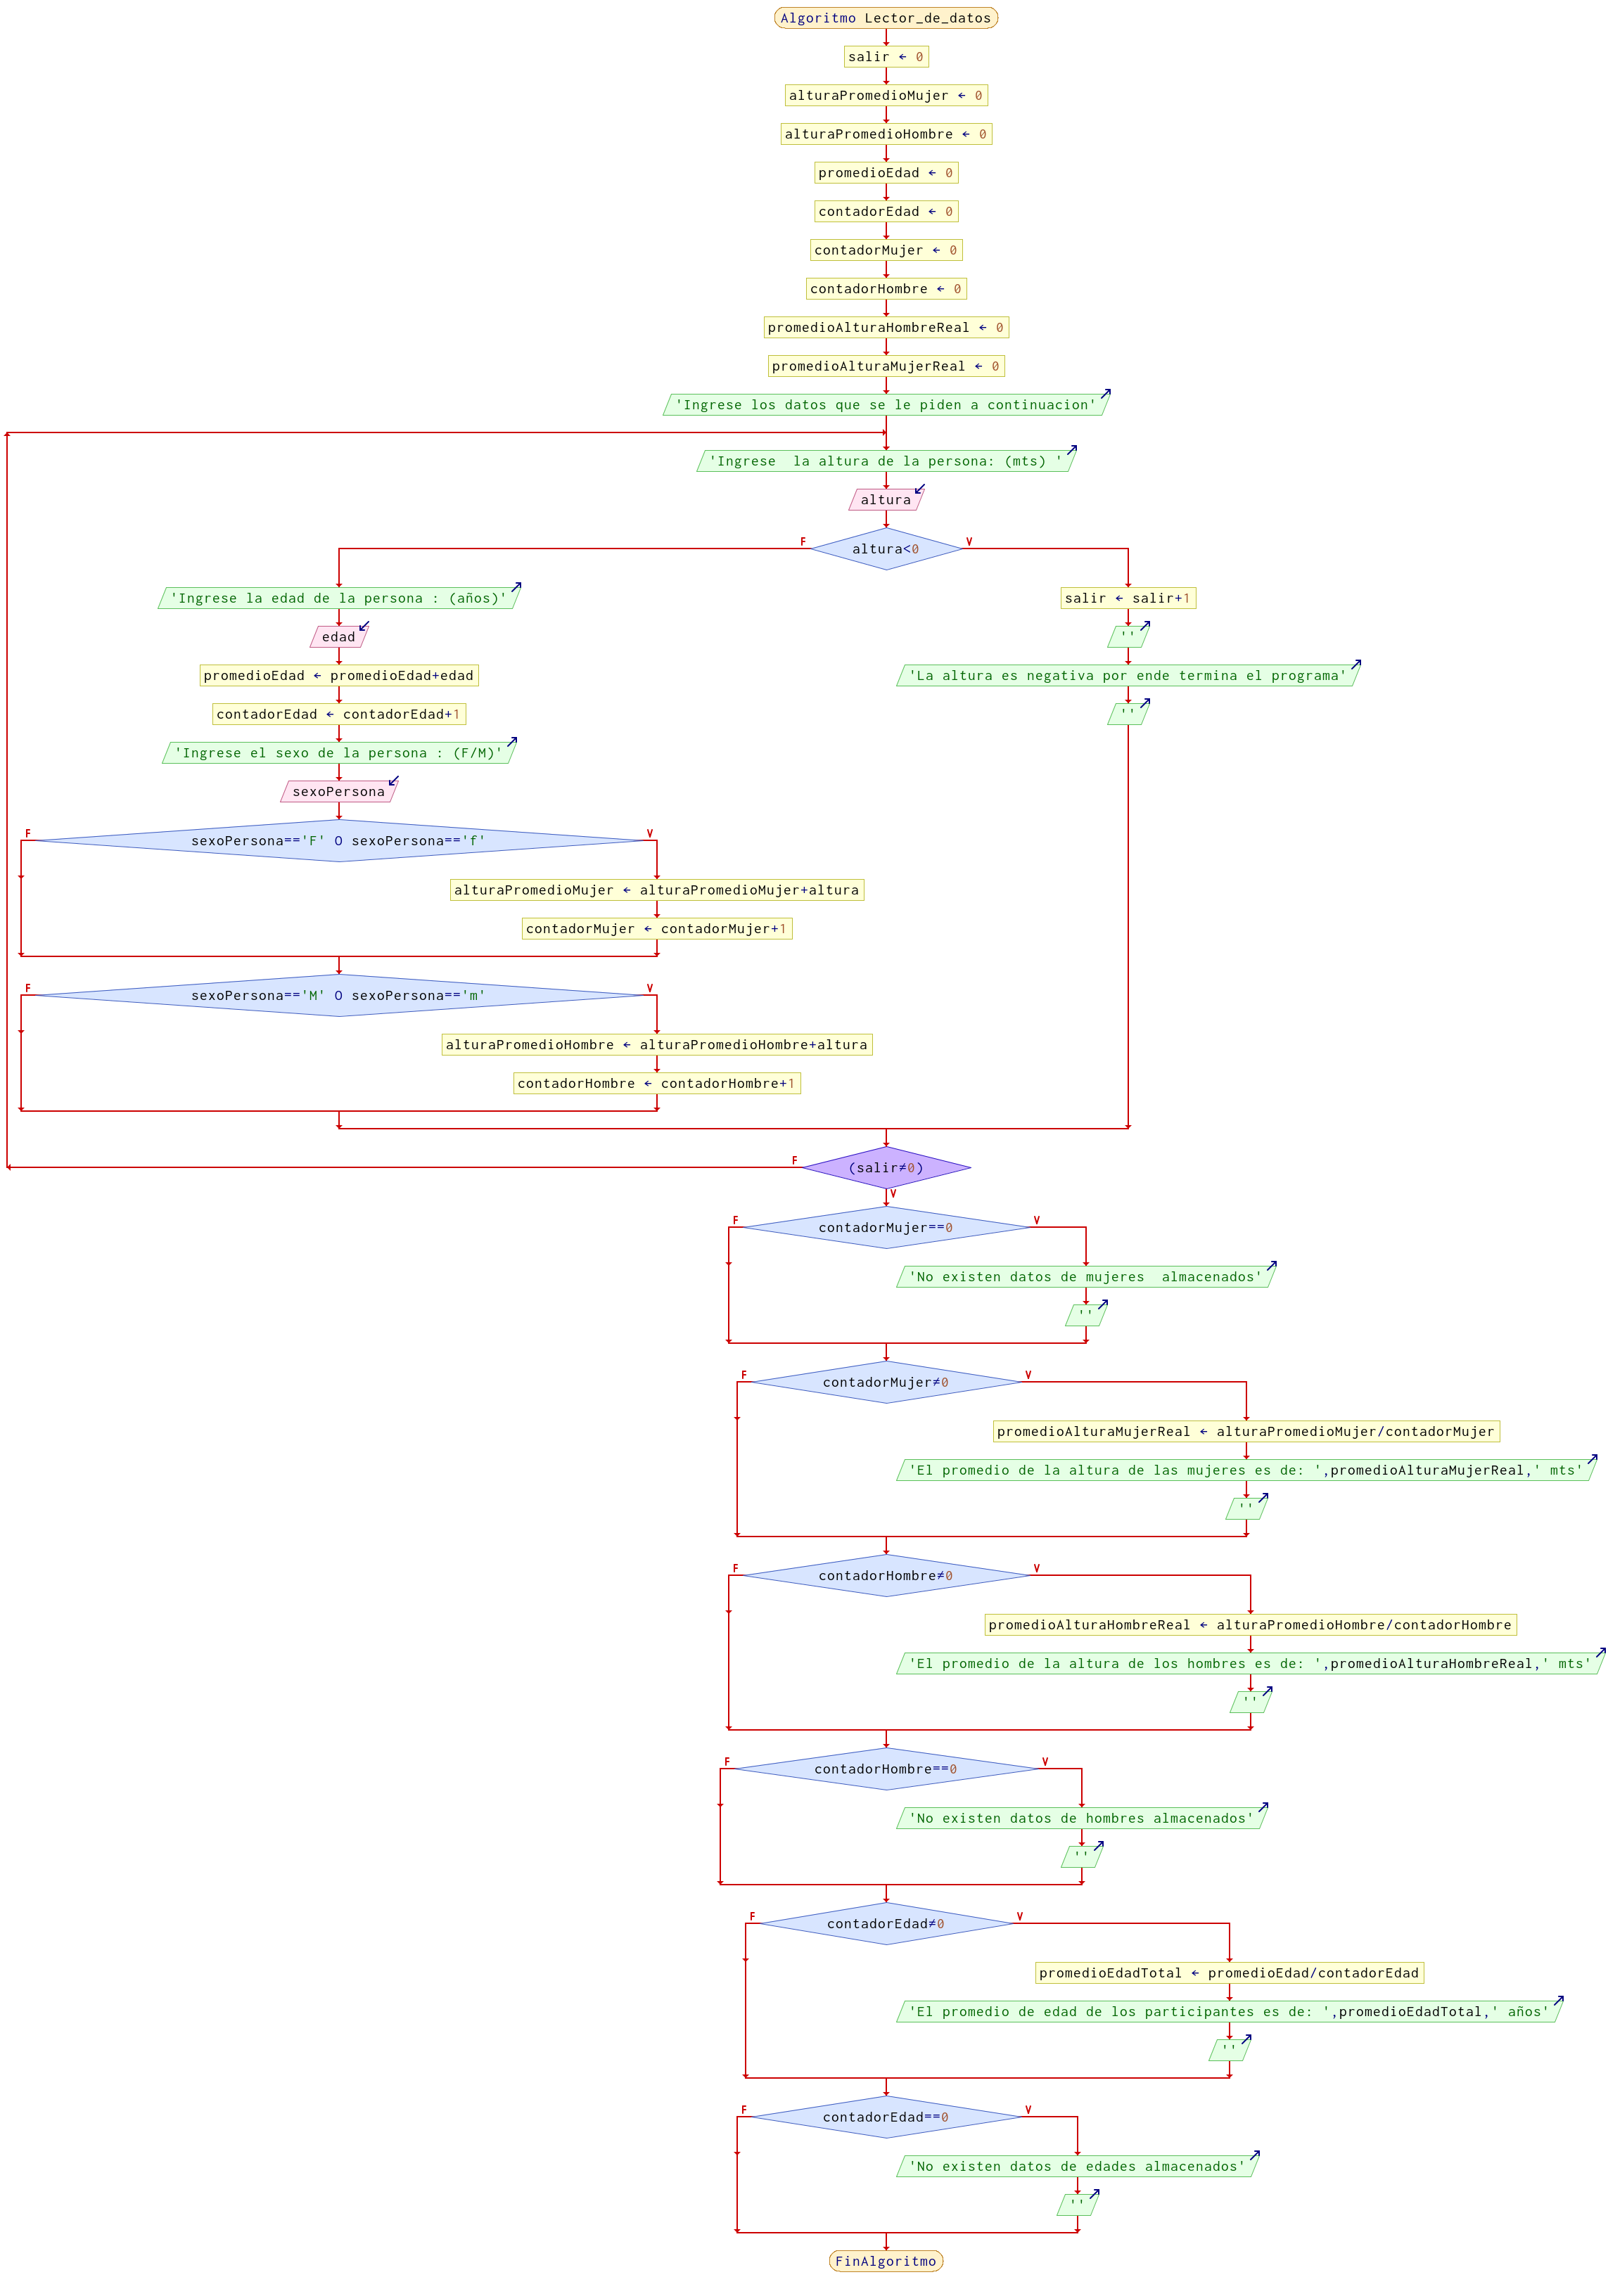 Algoritmo Lector_de_datos
salir ← 0
alturaPromedioMujer ← 0
alturaPromedioHombre ← 0
promedioEdad ← 0
contadorEdad ← 0
contadorMujer ← 0
contadorHombre ← 0
promedioAlturaHombreReal ← 0
promedioAlturaMujerReal ← 0
'Ingrese los datos que se le piden a continuacion'
'Ingrese  la altura de la persona: (mts) '
altura
altura<0
F
V
'Ingrese la edad de la persona : (años)'
edad
promedioEdad ← promedioEdad+edad
contadorEdad ← contadorEdad+1
'Ingrese el sexo de la persona : (F/M)'
sexoPersona
sexoPersona=='F' O sexoPersona=='f'
F
V
alturaPromedioMujer ← alturaPromedioMujer+altura
contadorMujer ← contadorMujer+1
sexoPersona=='M' O sexoPersona=='m'
F
V
alturaPromedioHombre ← alturaPromedioHombre+altura
contadorHombre ← contadorHombre+1
salir ← salir+1
''
'La altura es negativa por ende termina el programa'
''
(salir≠0)
F
V
contadorMujer==0
F
V
'No existen datos de mujeres  almacenados'
''
contadorMujer≠0
F
V
promedioAlturaMujerReal ← alturaPromedioMujer/contadorMujer
'El promedio de la altura de las mujeres es de: ',promedioAlturaMujerReal,' mts'
''
contadorHombre≠0
F
V
promedioAlturaHombreReal ← alturaPromedioHombre/contadorHombre
'El promedio de la altura de los hombres es de: ',promedioAlturaHombreReal,' mts'
''
contadorHombre==0
F
V
'No existen datos de hombres almacenados'
''
contadorEdad≠0
F
V
promedioEdadTotal ← promedioEdad/contadorEdad
'El promedio de edad de los participantes es de: ',promedioEdadTotal,' años'
''
contadorEdad==0
F
V
'No existen datos de edades almacenados'
''
FinAlgoritmo